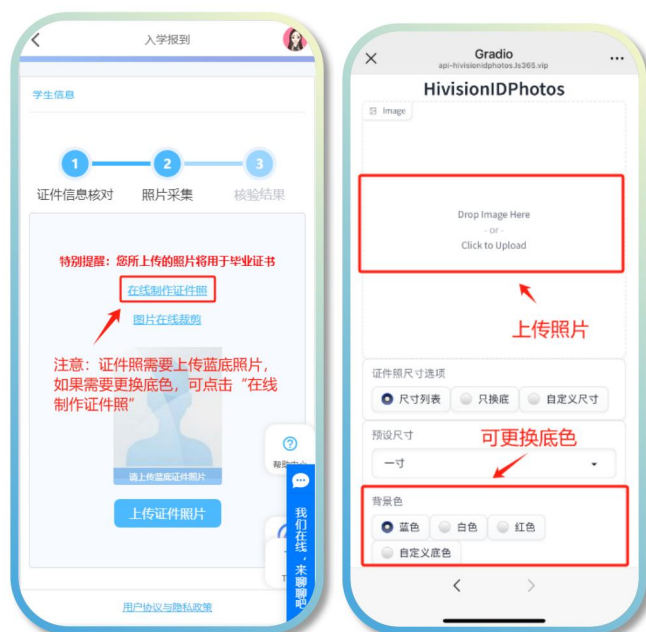 入学报到
学生信息
1
2
3
证件信息核对
照片采集
核验结果
特别提醒：您所上传的照片将用于毕业证书
在线制作证件照
图片在线裁剪
注意：证件照需要上传蓝底照片，
如果需要更换底色，可点击“在线
制作证件照”
请上传蓝底证件照片
上传证件照片
我们在线，来聊聊吧
用户协议与隐私政策
Gradio
api-hivisionidphotos.ls365.vip
HivisionIDPhotos
Image
Drop Image Here
- or -
Click to Upload
上传照片
证件照尺寸选项
尺寸列表
只换底
自定义尺寸
预设尺寸
可更换底色
一寸
背景色
蓝色
白色
红色
自定义底色